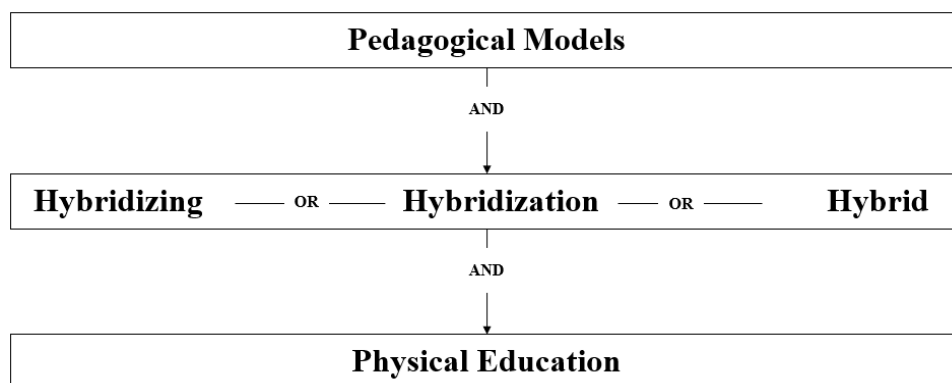 Pedagogical Models
AND
Hybridizing OR Hybridization OR Hybrid
AND
Physical Education